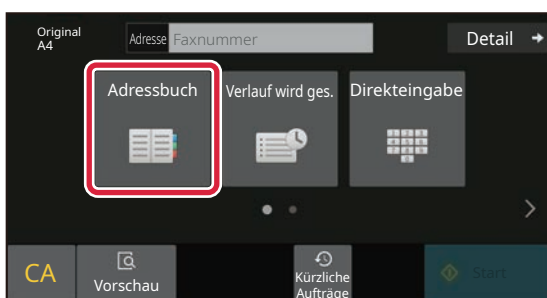 Original
A4
Adresse Faxnummer
Detail
Adressbuch
Verlauf wird ges.
Direkteingabe
CA
Vorschau
Kürzliche
Aufträge
Start